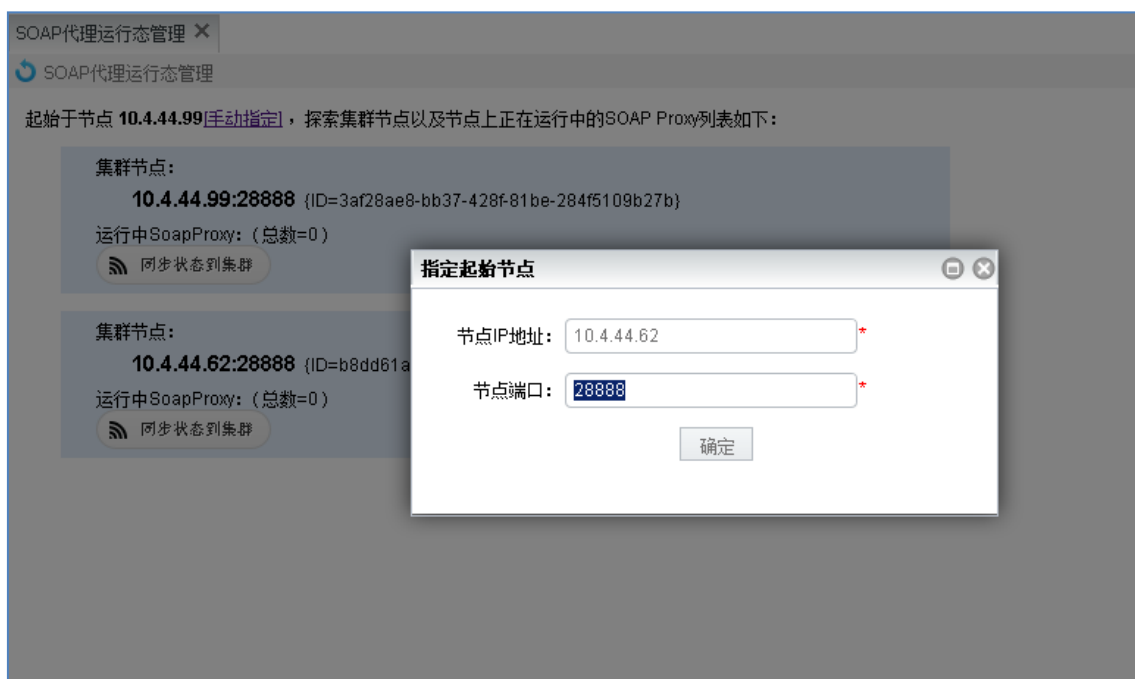 SOAP代理运行态管理
SOAP代理运行态管理
起始于节点 10.4.44.99[手动指定]，探索集群节点以及节点上正在运行中的SOAP Proxy列表如下：
集群节点：
10.4.44.99:28888 {ID=3af28ae8-bb37-428f-81be-284f5109b27b}
运行中SoapProxy:（总数=0）
同步状态到集群
集群节点：
10.4.44.62:28888 {ID=b8dd61a
运行中SoapProxy:（总数=0）
同步状态到集群
指定起始节点
节点IP地址： 10.4.44.62 *
节点端口： 28888 *
确定